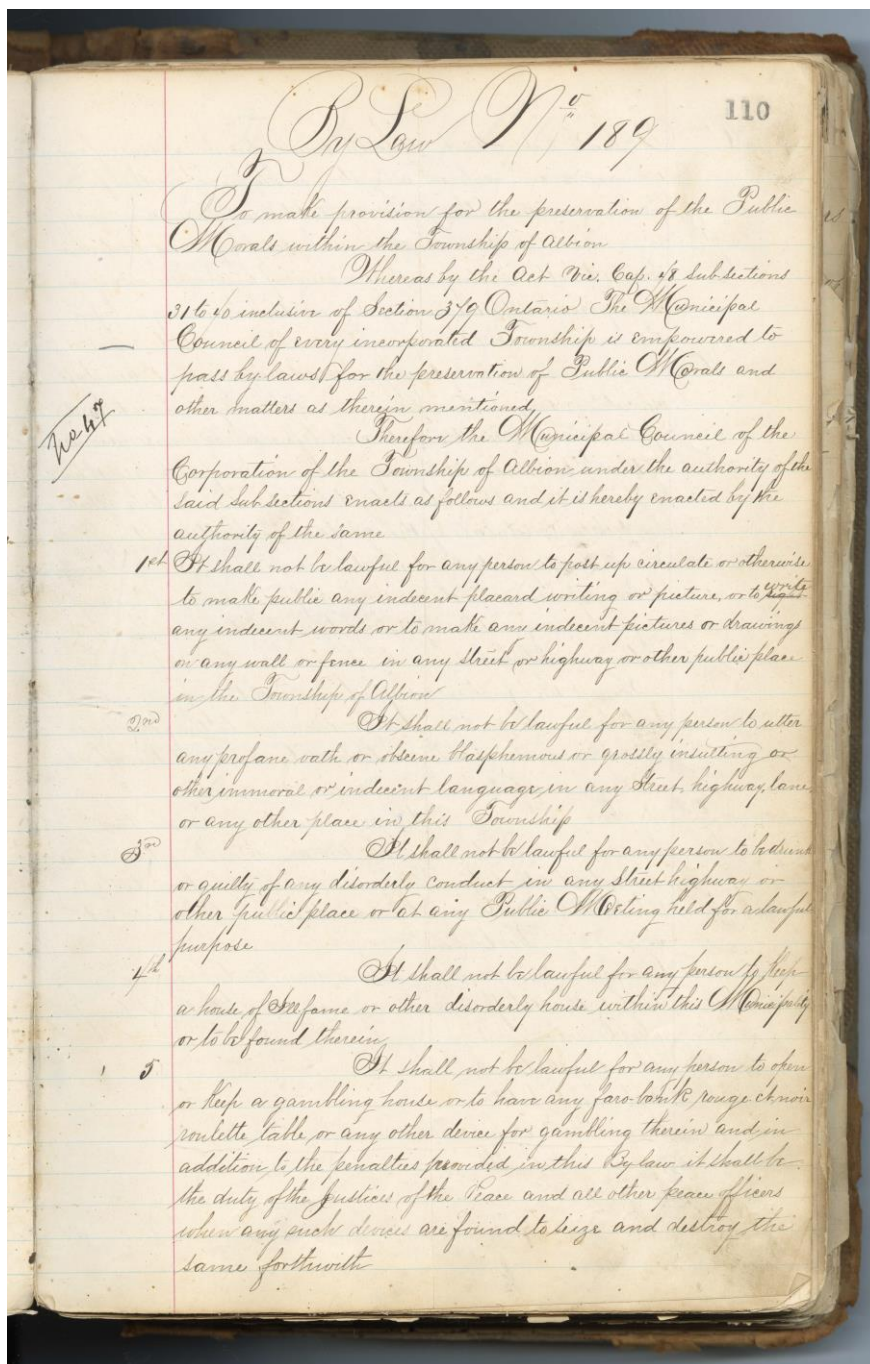 110
By Law No 189
To make provision for the preservation of the Public
Morals within the Township of Albion
Whereas by the Act Vic. Cap. 48 Sub sections
31 to 40 inclusive of Section 379 Ontario The Municipal
Council of every incorporated Township is empowered to
pass by-laws for the preservation of Public Morals and
other matters as therein mentioned
No 47
Therefore the Municipal Council of the
Corporation of the Township of Albion under the authority of the
said Sub sections enacts as follows and it is hereby enacted by the
authority of the same
1st It shall not be lawful for any person to post up circulate or otherwise
to make public any indecent placard writing or picture, or to write
any indecent words or to make any indecent pictures or drawings
on any wall or fence in any street or highway or other public place
in the Township of Albion
2nd It shall not be lawful for any person to utter
any profane oath or obscene blasphemous or grossly insulting or
other immoral or indecent language in any Street, highway, lane
or any other place in this Township
3rd It shall not be lawful for any person to be drunk
or guilty of any disorderly conduct in any Street highway or
other public place or at any Public Meeting held for a lawful
purpose
4th It shall not be lawful for any person to Keep
a house of Ill fame or other disorderly house within this Municipality
or to be found therein
5 It shall not be lawful for any person to open
or Keep a gambling house or to have any faro-bank rouge et noir
roulette table, or any other device for gambling therein and in
addition to the penalties provided in this By law it shall be
the duty of the Justices of the Peace and all other peace officers
when any such devices are found to seize and destroy the
same forthwith